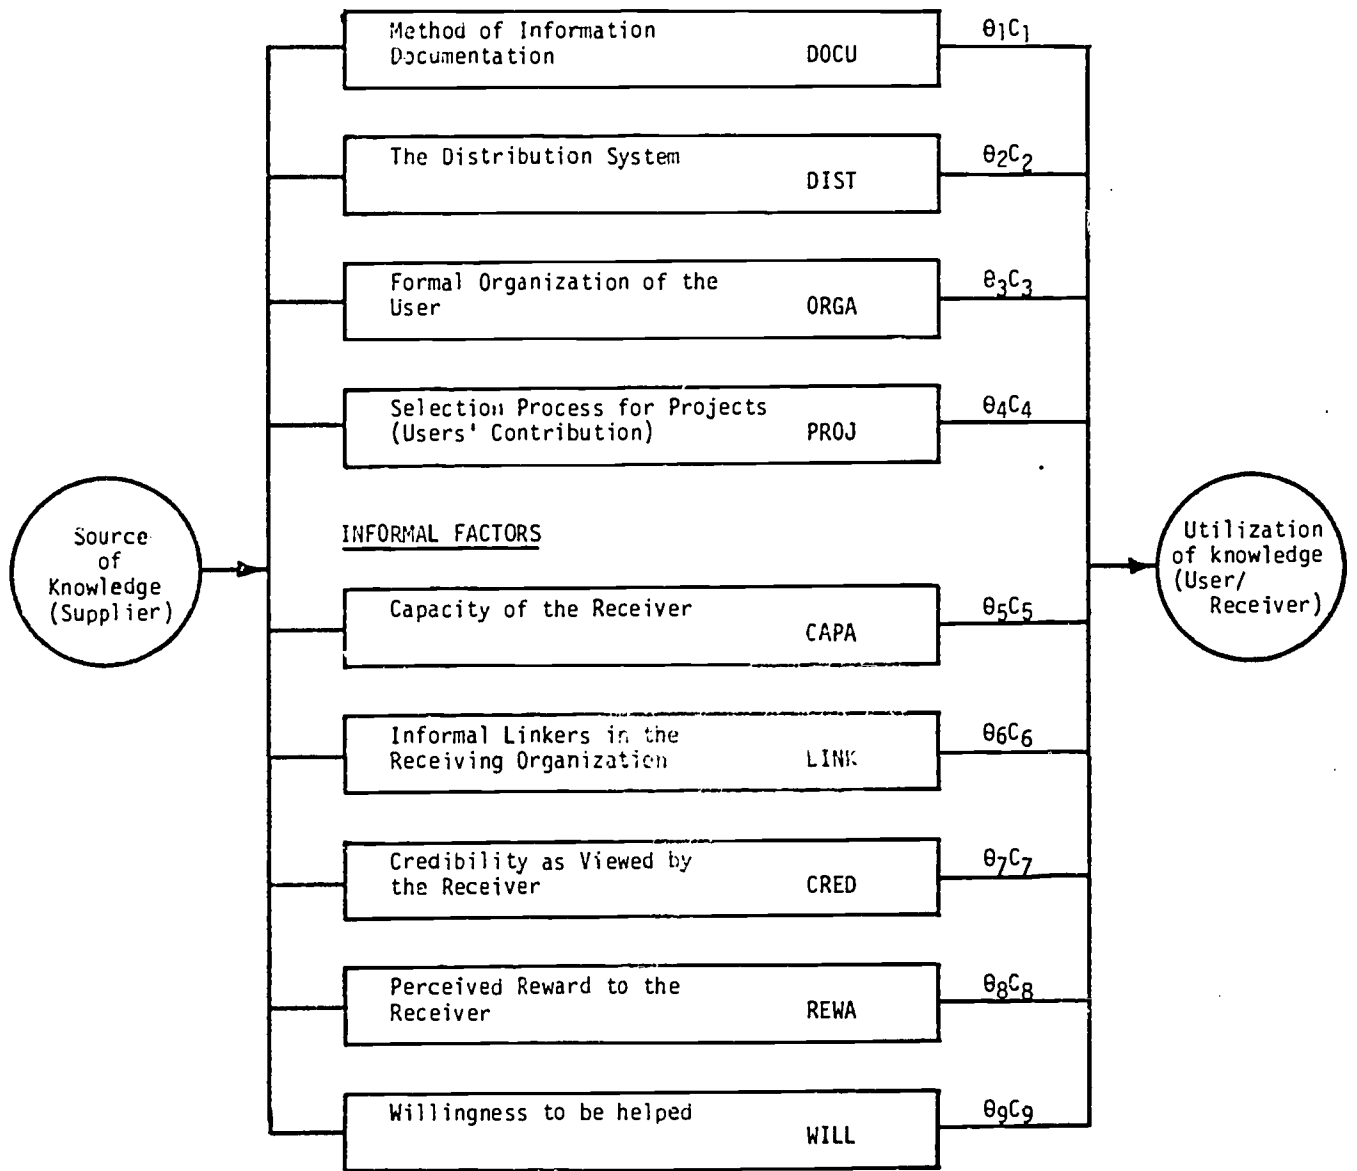 Method of Information
Documentation DOCU
θ1C1
The Distribution System
DIST
θ2C2
Formal Organization of the
User ORGA
θ3C3
Selection Process for Projects
(Users' Contribution) PROJ
θ4C4
Source
of
Knowledge
(Supplier)
INFORMAL FACTORS
Utilization
of knowledge
(User/
Receiver)
Capacity of the Receiver
CAPA
θ5C5
Informal Linkers in the
Receiving Organization LINK
θ6C6
Credibility as Viewed by
the Receiver CRED
θ7C7
Perceived Reward to the
Receiver REWA
θ8C8
Willingness to be helped
WILL
θ9C9